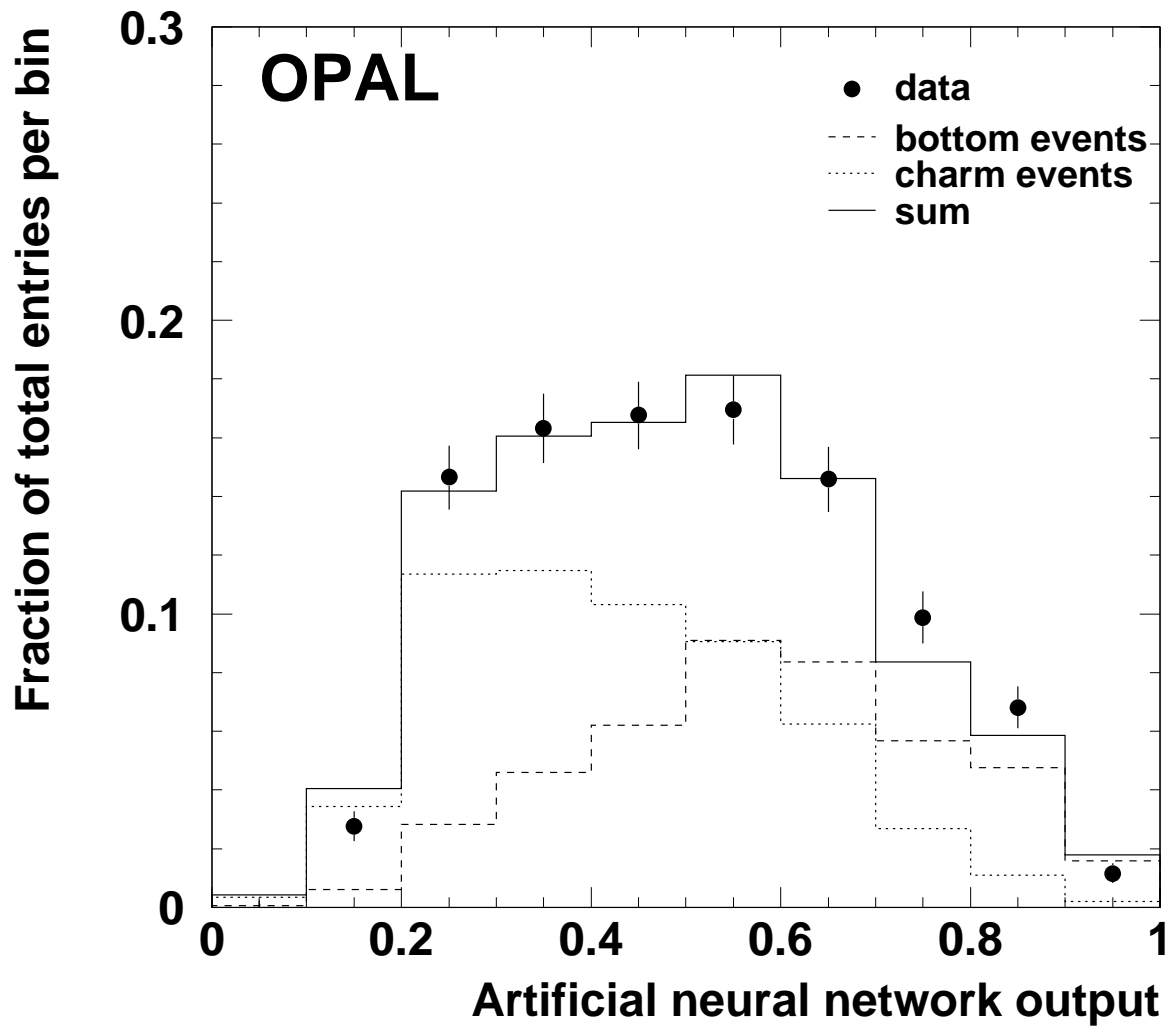 Fraction of total entries per bin
0.3
0.2
0.1
0
OPAL
data
bottom events
charm events
sum
0 0.2 0.4 0.6 0.8 1
Artificial neural network output